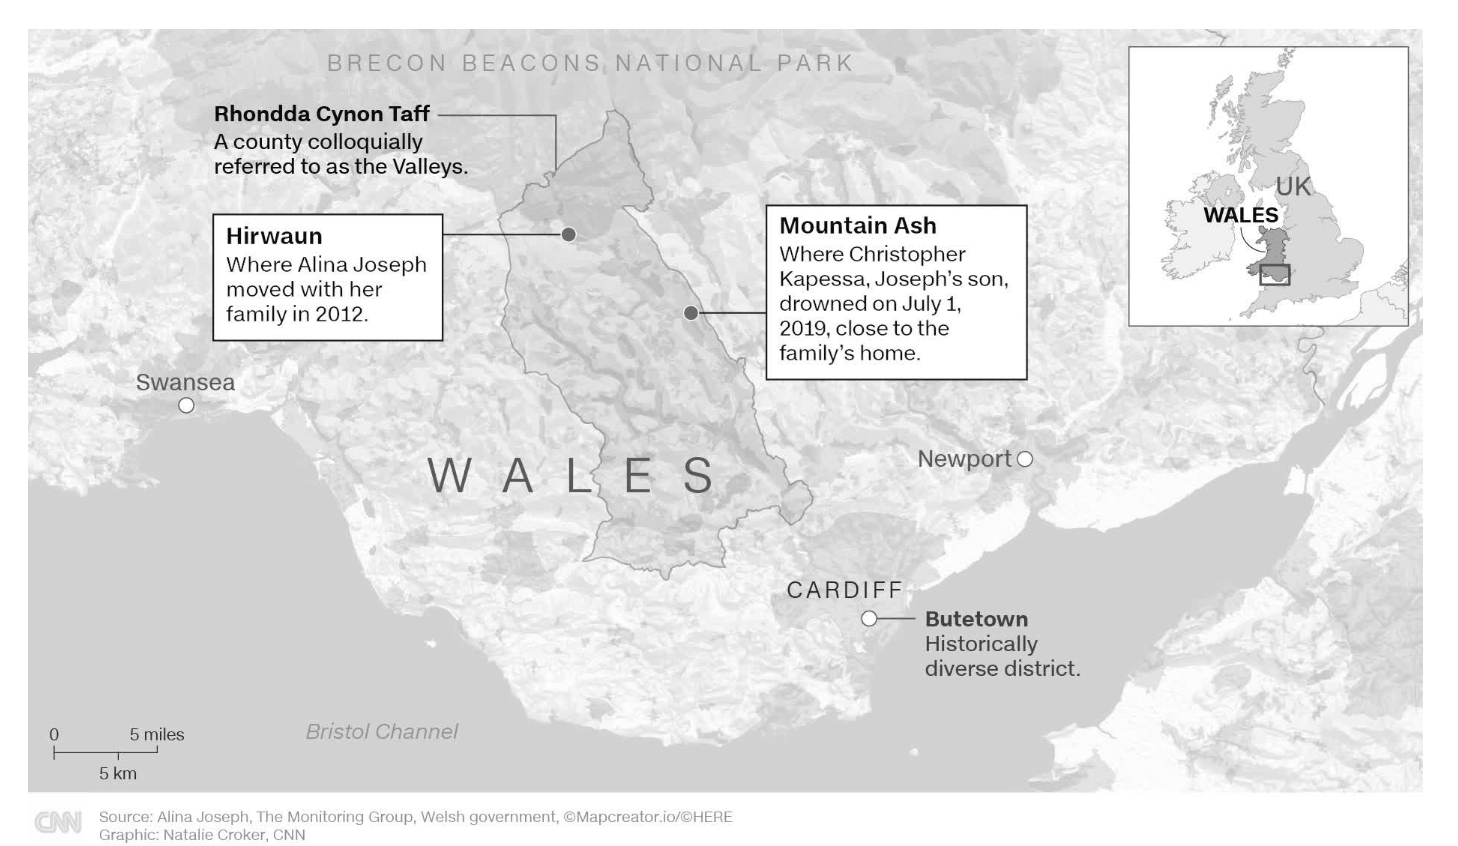 BRECON BEACONS NATIONAL PARK
Rhondda Cynon Taff
A county colloquially
referred to as the Valleys.
Hirwaun
Where Alina Joseph
moved with her
family in 2012.
Mountain Ash
Where Christopher
Kapessa, Joseph's son,
drowned on July 1,
2019, close to the
family's home.
UK
WALES
Swansea
WALES
Newport
CARDIFF
Butetown
Historically
diverse district.
Bristol Channel
0 5 miles
5 km
CNN
Source: Alina Joseph, The Monitoring Group, Welsh government, ©Mapcreator.io/©HERE
Graphic: Natalie Croker, CNN